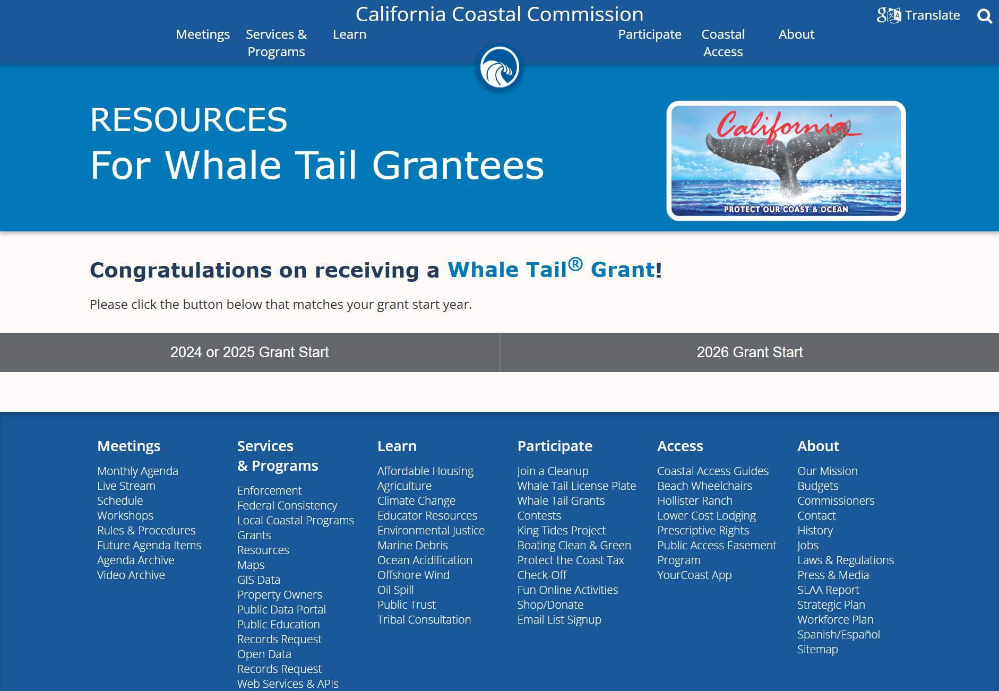 California Coastal Commission
Translate
Meetings
Services &
Programs
Learn
Participate
Coastal
Access
About
RESOURCES
For Whale Tail Grantees
California
PROTECT OUR COAST & OCEAN
Congratulations on receiving a Whale Tail® Grant!
Please click the button below that matches your grant start year.
2024 or 2025 Grant Start
2026 Grant Start
Meetings
Monthly Agenda
Live Stream
Schedule
Workshops
Rules & Procedures
Future Agenda Items
Agenda Archive
Video Archive
Services
& Programs
Enforcement
Federal Consistency
Local Coastal Programs
Grants
Resources
Maps
GIS Data
Property Owners
Public Data Portal
Public Education
Records Request
Open Data
Records Request
Web Services & APIs
Learn
Affordable Housing
Agriculture
Climate Change
Educator Resources
Environmental Justice
Marine Debris
Ocean Acidification
Offshore Wind
Oil Spill
Public Trust
Tribal Consultation
Participate
Join a Cleanup
Whale Tail License Plate
Whale Tail Grants
Contests
King Tides Project
Boating Clean & Green
Protect the Coast Tax
Check-Off
Fun Online Activities
Shop/Donate
Email List Signup
Access
Coastal Access Guides
Beach Wheelchairs
Hollister Ranch
Lower Cost Lodging
Prescriptive Rights
Public Access Easement
Program
YourCoast App
About
Our Mission
Budgets
Commissioners
Contact
History
Jobs
Laws & Regulations
Press & Media
SLAA Report
Strategic Plan
Workforce Plan
Spanish/Español
Sitemap